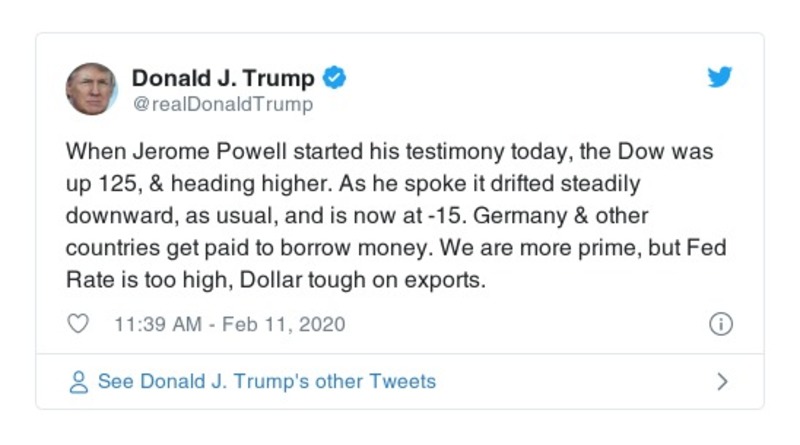 Donald J. Trump
@realDonaldTrump
When Jerome Powell started his testimony today, the Dow was
up 125, & heading higher. As he spoke it drifted steadily
downward, as usual, and is now at -15. Germany & other
countries get paid to borrow money. We are more prime, but Fed
Rate is too high, Dollar tough on exports.
11:39 AM - Feb 11, 2020
See Donald J. Trump's other Tweets